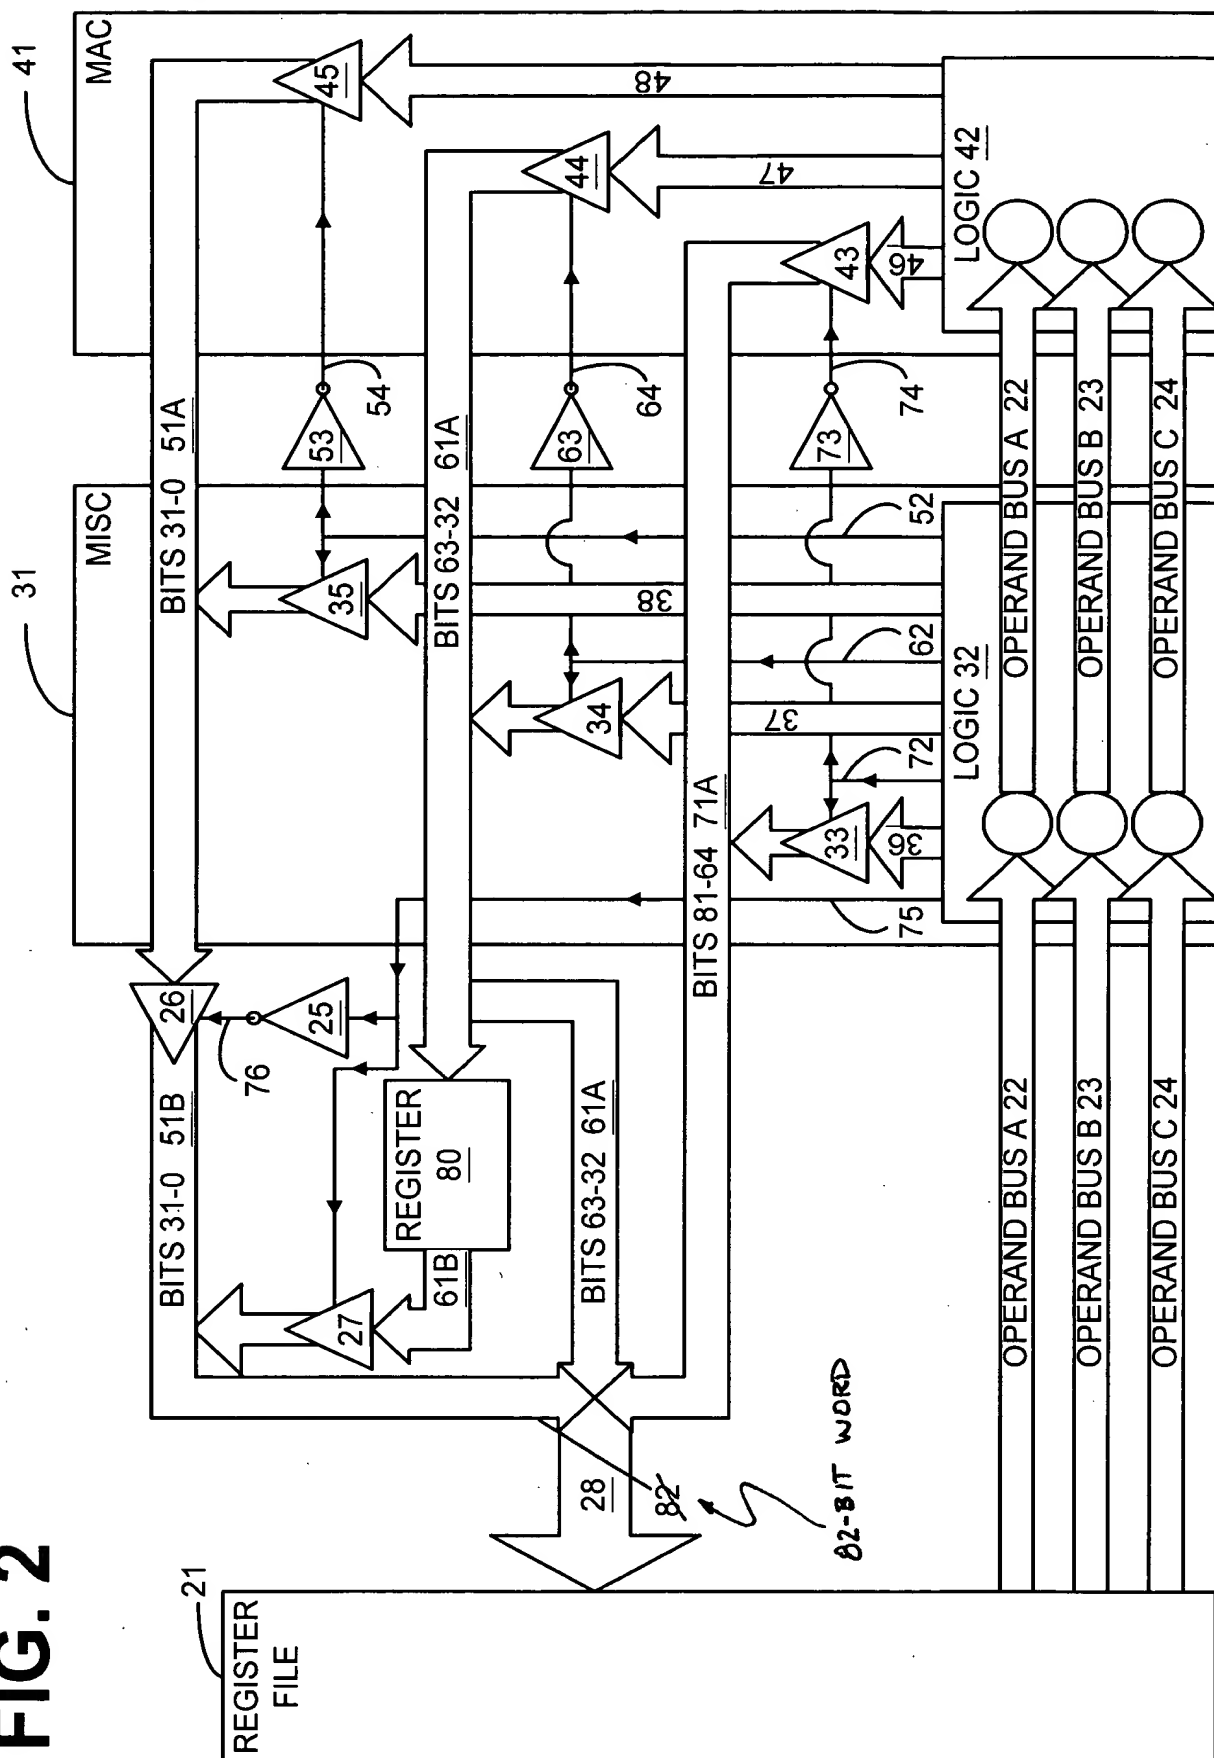 FIG. 2
21
REGISTER
FILE
31
41
MISC
MAC
BITS 31-0 51B
26
BITS 31-0 51A
45
76
25
27
35
53
54
48
REGISTER
80
61B
BITS 63-32 61A
44
BITS 63-32 61A
34
38
63
64
47
28
82
82-BIT WORD
BITS 81-64 71A
33
37
73
74
43
36
46
75
72
62
52
LOGIC 32
LOGIC 42
OPERAND BUS A 22
OPERAND BUS A 22
OPERAND BUS B 23
OPERAND BUS B 23
OPERAND BUS C 24
OPERAND BUS C 24